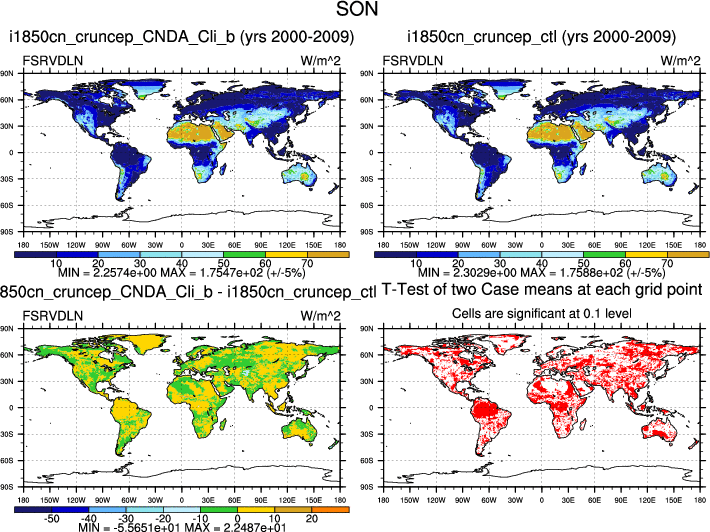 SON
i1850cn_cruncep_CNDA_Cli_b (yrs 2000-2009)
FSRVDLN W/m^2
90N
60N
30N
0
30S
60S
90S
180 150W 120W 90W 60W 30W 0 30E 60E 90E 120E 150E 180
10 20 30 40 50 60 70
MIN = 2.2574e+00 MAX = 1.7547e+02 (+/-5%)
i1850cn_cruncep_ctl (yrs 2000-2009)
FSRVDLN W/m^2
90N
60N
30N
0
30S
60S
90S
180 150W 120W 90W 60W 30W 0 30E 60E 90E 120E 150E 180
10 20 30 40 50 60 70
MIN = 2.3029e+00 MAX = 1.7588e+02 (+/-5%)
850cn_cruncep_CNDA_Cli_b - i1850cn_cruncep_ctl
FSRVDLN W/m^2
90N
60N
30N
0
30S
60S
90S
180 150W 120W 90W 60W 30W 0 30E 60E 90E 120E 150E 180
-50 -40 -30 -20 -10 0 10 20
MIN = -5.5651e+01 MAX = 2.2487e+01
T-Test of two Case means at each grid point
Cells are significant at 0.1 level
90N
60N
30N
0
30S
60S
90S
180 150W 120W 90W 60W 30W 0 30E 60E 90E 120E 150E 180